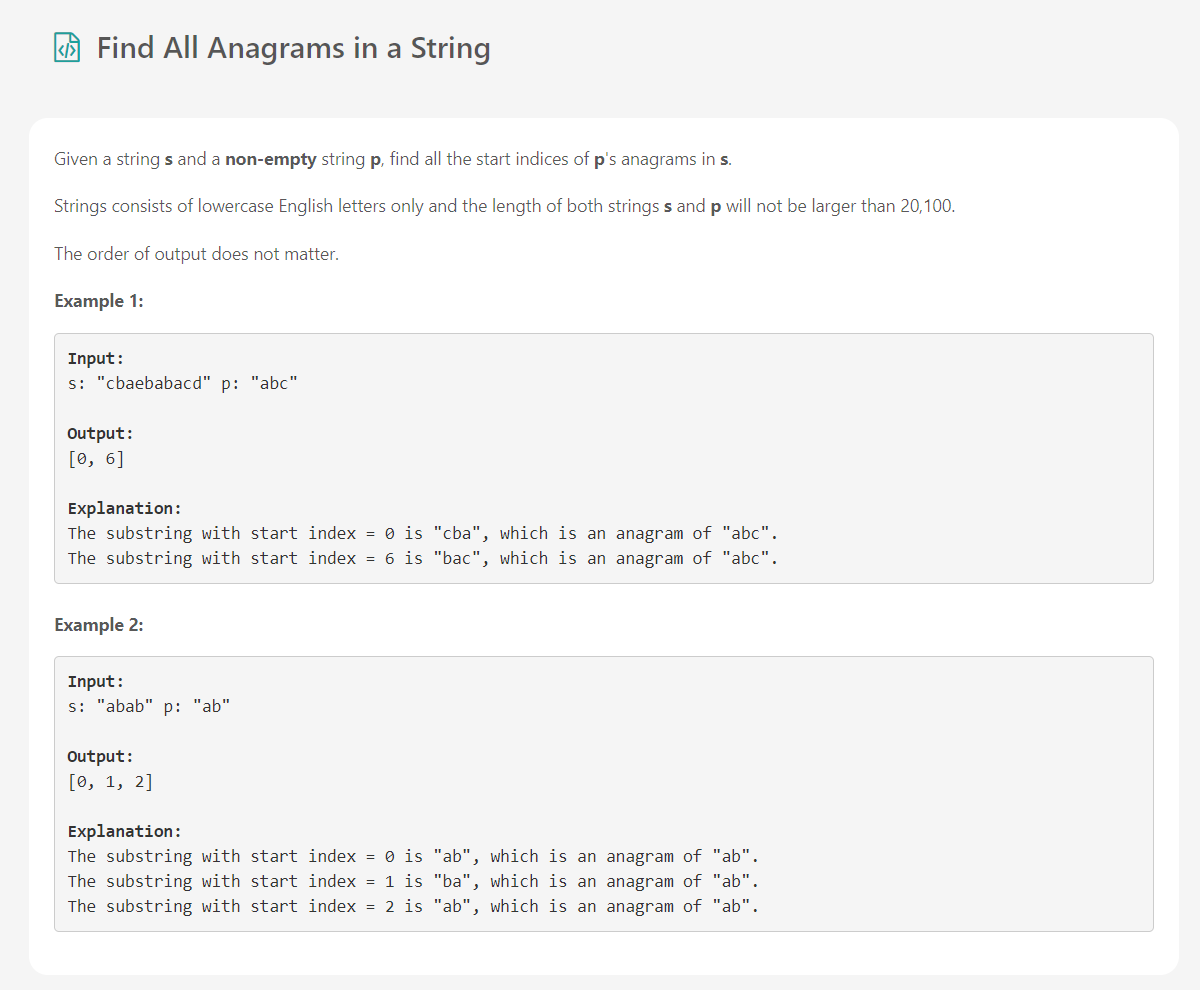 Find All Anagrams in a String
Given a string s and a non-empty string p, find all the start indices of p's anagrams in s.
Strings consists of lowercase English letters only and the length of both strings s and p will not be larger than 20,100.
The order of output does not matter.
Example 1:
Input:
s: "cbaebabacd" p: "abc"
Output:
[0, 6]
Explanation:
The substring with start index = 0 is "cba", which is an anagram of "abc".
The substring with start index = 6 is "bac", which is an anagram of "abc".
Example 2:
Input:
s: "abab" p: "ab"
Output:
[0, 1, 2]
Explanation:
The substring with start index = 0 is "ab", which is an anagram of "ab".
The substring with start index = 1 is "ba", which is an anagram of "ab".
The substring with start index = 2 is "ab", which is an anagram of "ab".